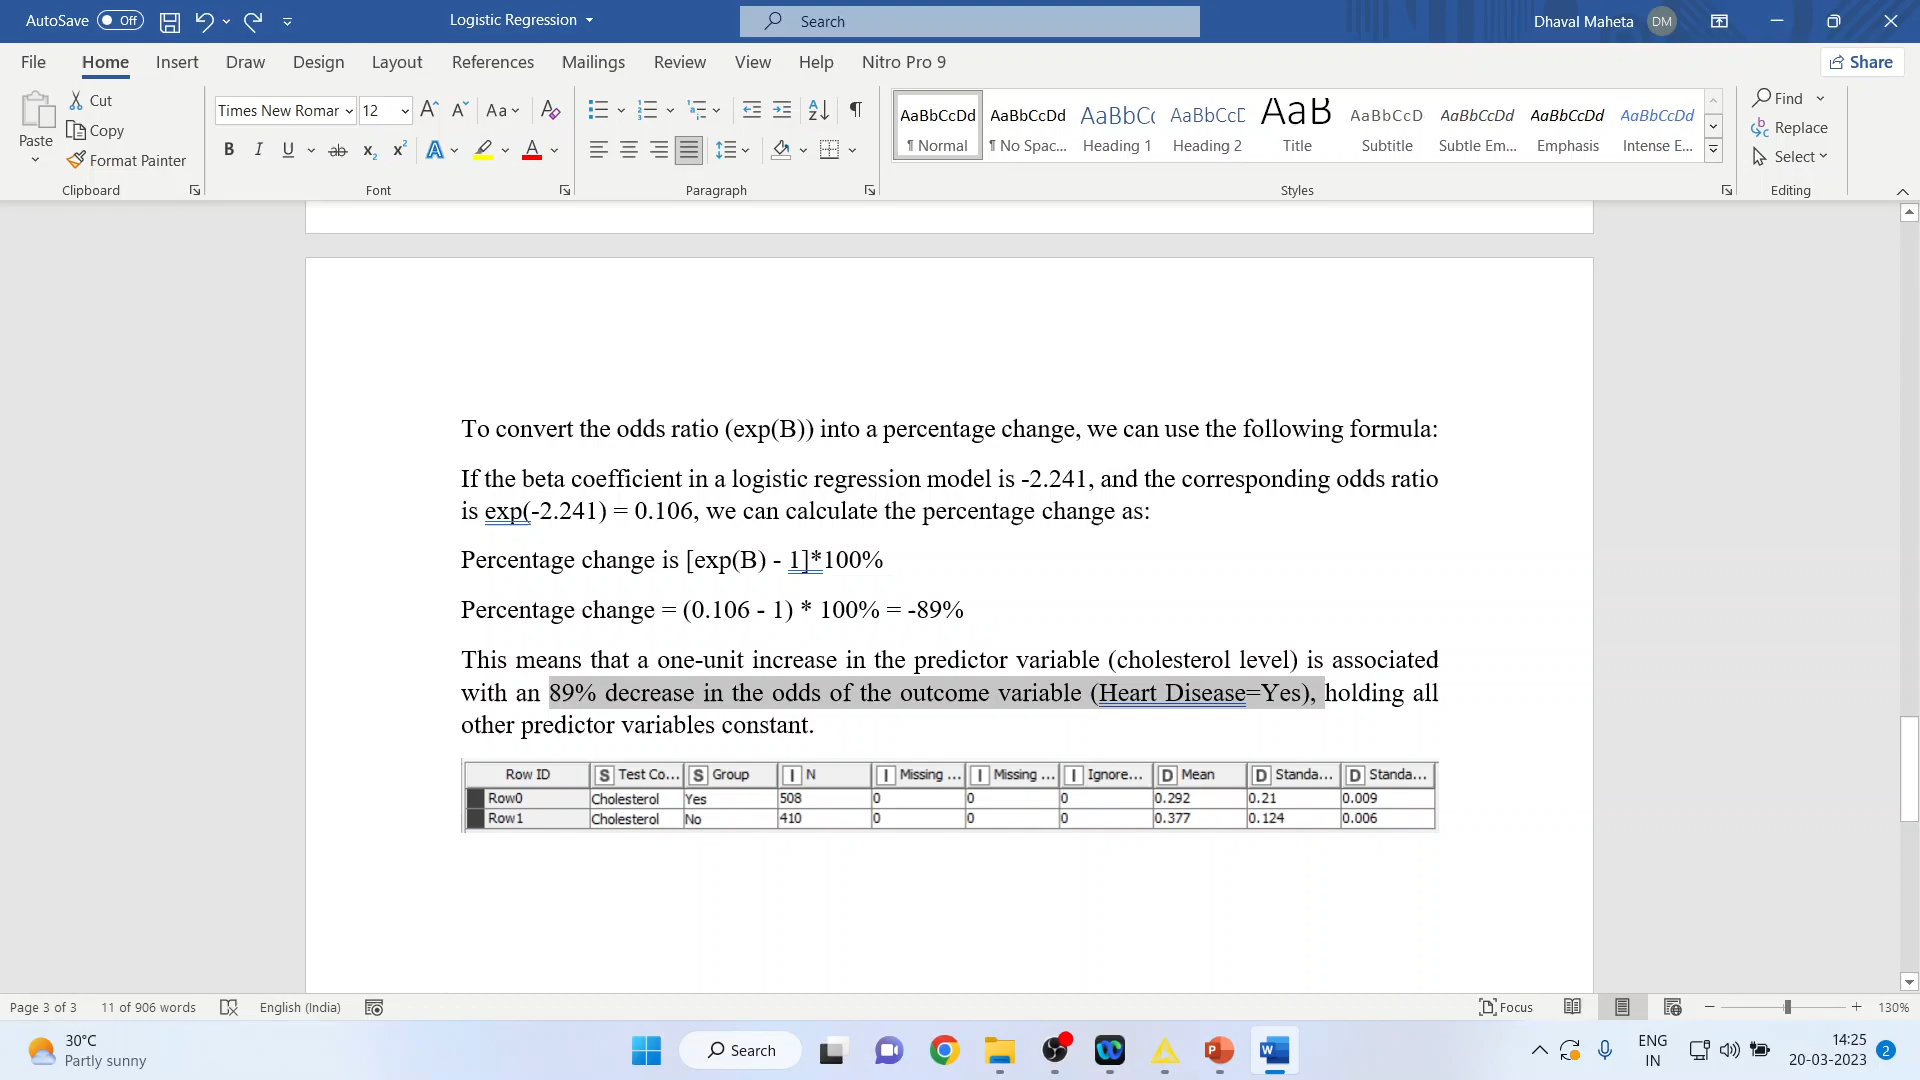 AutoSave Off Logistic Regression Search Dhaval Maheta DM
File Home Insert Draw Design Layout References Mailings Review View Help Nitro Pro 9 Share
Paste Cut Copy Format Painter
Times New Romar 12 Aa
AaBbCcDd AaBbCcDd AaBbCc AaBbCcD AaB AaBbCcD AaBbCcDd AaBbCcDd AaBbCcDd
¶ Normal ¶ No Spac... Heading 1 Heading 2 Title Subtitle Subtle Em... Emphasis Intense E...
Find Replace Select
Clipboard Font Paragraph Styles Editing
To convert the odds ratio (exp(B)) into a percentage change, we can use the following formula:
If the beta coefficient in a logistic regression model is -2.241, and the corresponding odds ratio
is exp(-2.241) = 0.106, we can calculate the percentage change as:
Percentage change is [exp(B) - 1]*100%
Percentage change = (0.106 - 1) * 100% = -89%
This means that a one-unit increase in the predictor variable (cholesterol level) is associated
with an 89% decrease in the odds of the outcome variable (Heart Disease=Yes), holding all
other predictor variables constant.
Row ID S Test Co... S Group I N I Missing ... I Missing ... I Ignore... D Mean D Standa... D Standa...
Row0 Cholesterol Yes 508 0 0 0 0.292 0.21 0.009
Row1 Cholesterol No 410 0 0 0 0.377 0.124 0.006
Page 3 of 3 11 of 906 words English (India) Focus 130%
30°C
Partly sunny
Search
ENG
IN
14:25
20-03-2023
2